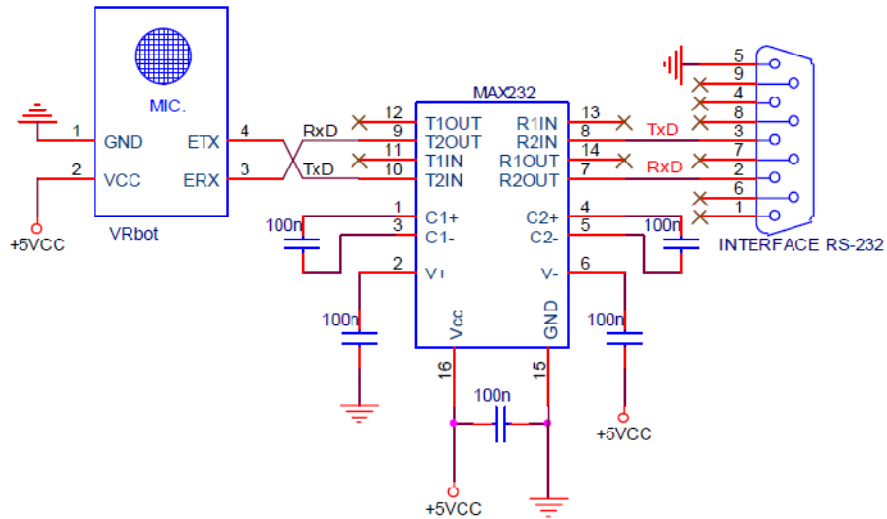 MIC.
1 GND
2 VCC
ETX 4
ERX 3
+5VCC
VRbot
RxD
TxD
MAX232
12 T1OUT
9 T2OUT
11 T1IN
10 T2IN
1 C1+
3 C1-
2 V+
R1IN 13
R2IN 8
R1OUT 14
R2OUT 7
C2+ 4
C2- 5
V- 6
Vcc
GND
16
15
100n
100n
100n
100n
100n
+5VCC
+5VCC
TxD
RxD
5
9
4
8
3
7
2
6
1
INTERFACE RS-232